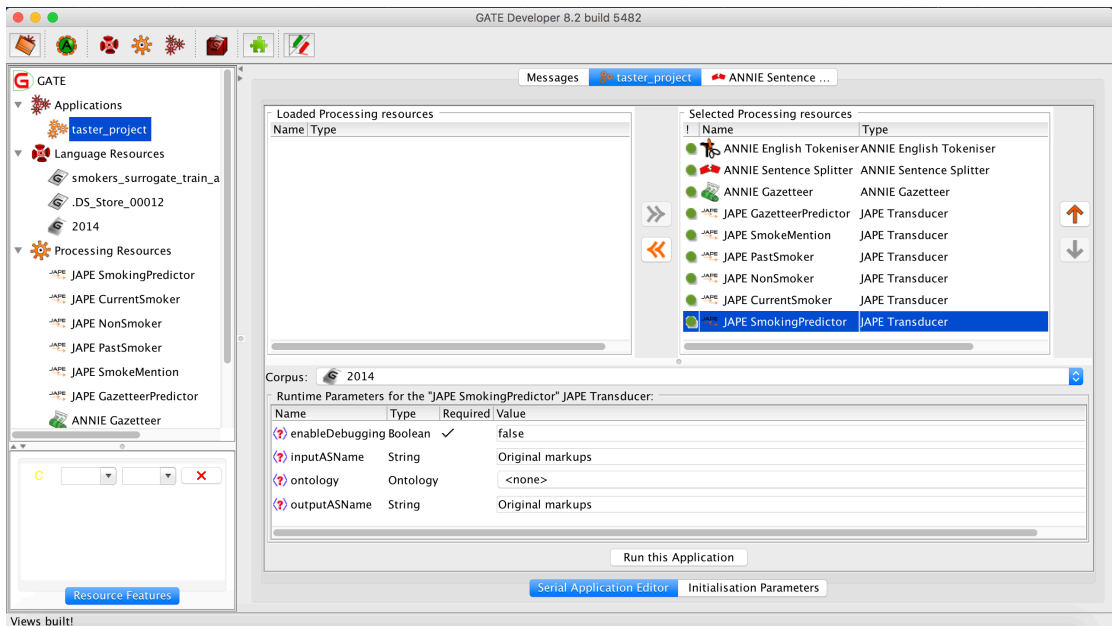 GATE Developer 8.2 build 5482
GATE
Applications
taster_project
Language Resources
smokers_surrogate_train_a
.DS_Store_00012
2014
Processing Resources
JAPE SmokingPredictor
JAPE CurrentSmoker
JAPE NonSmoker
JAPE PastSmoker
JAPE SmokeMention
JAPE GazetteerPredictor
ANNIE Gazetteer
C
Resource Features
Views built!
Messages taster_project ANNIE Sentence ...
Loaded Processing resources
Name Type
Selected Processing resources
! Name Type
ANNIE English Tokeniser ANNIE English Tokeniser
ANNIE Sentence Splitter ANNIE Sentence Splitter
ANNIE Gazetteer ANNIE Gazetteer
JAPE GazetteerPredictor JAPE Transducer
JAPE SmokeMention JAPE Transducer
JAPE PastSmoker JAPE Transducer
JAPE NonSmoker JAPE Transducer
JAPE CurrentSmoker JAPE Transducer
JAPE SmokingPredictor JAPE Transducer
Corpus: 2014
Runtime Parameters for the "JAPE SmokingPredictor" JAPE Transducer:
Name Type Required Value
<?> enableDebugging Boolean ✓ false
<?> inputASName String Original markups
<?> ontology Ontology <none>
<?> outputASName String Original markups
Run this Application
Serial Application Editor Initialisation Parameters